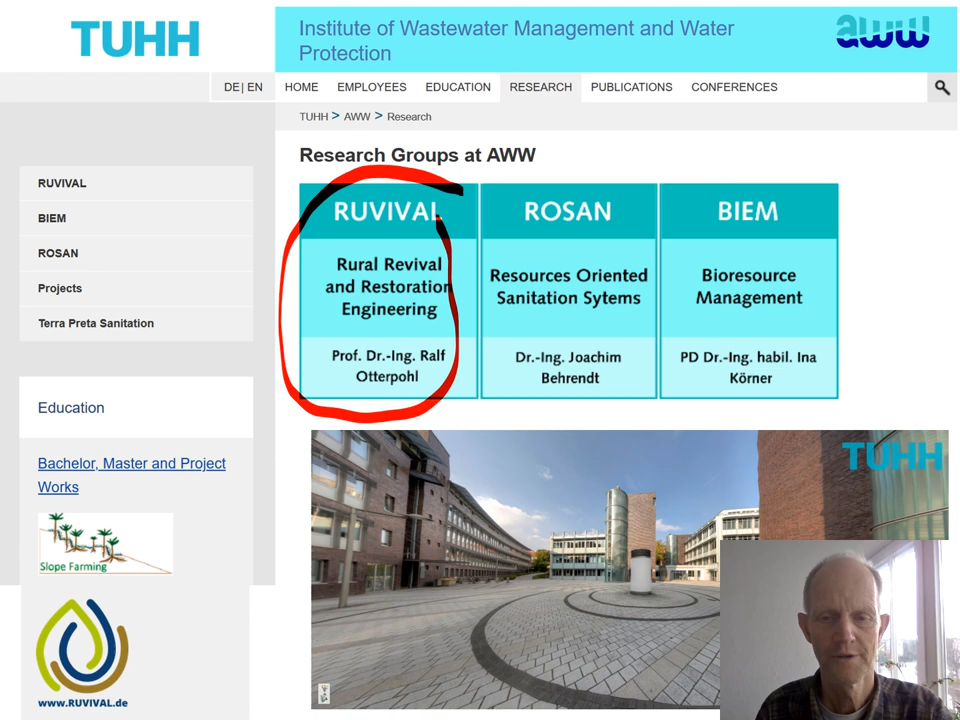 TUHH
Institute of Wastewater Management and Water
Protection
aww
DE| EN
HOME
EMPLOYEES
EDUCATION
RESEARCH
PUBLICATIONS
CONFERENCES
TUHH > AWW > Research
RUVIVAL
BIEM
ROSAN
Projects
Terra Preta Sanitation
Education
Bachelor, Master and Project
Works
Slope Farming
www.RUVIVAL.de
Research Groups at AWW
RUVIVAL
Rural Revival
and Restoration
Engineering
Prof. Dr.-Ing. Ralf
Otterpohl
ROSAN
Resources Oriented
Sanitation Sytems
Dr.-Ing. Joachim
Behrendt
BIEM
Bioresource
Management
PD Dr.-Ing. habil. Ina
Körner
TUHH